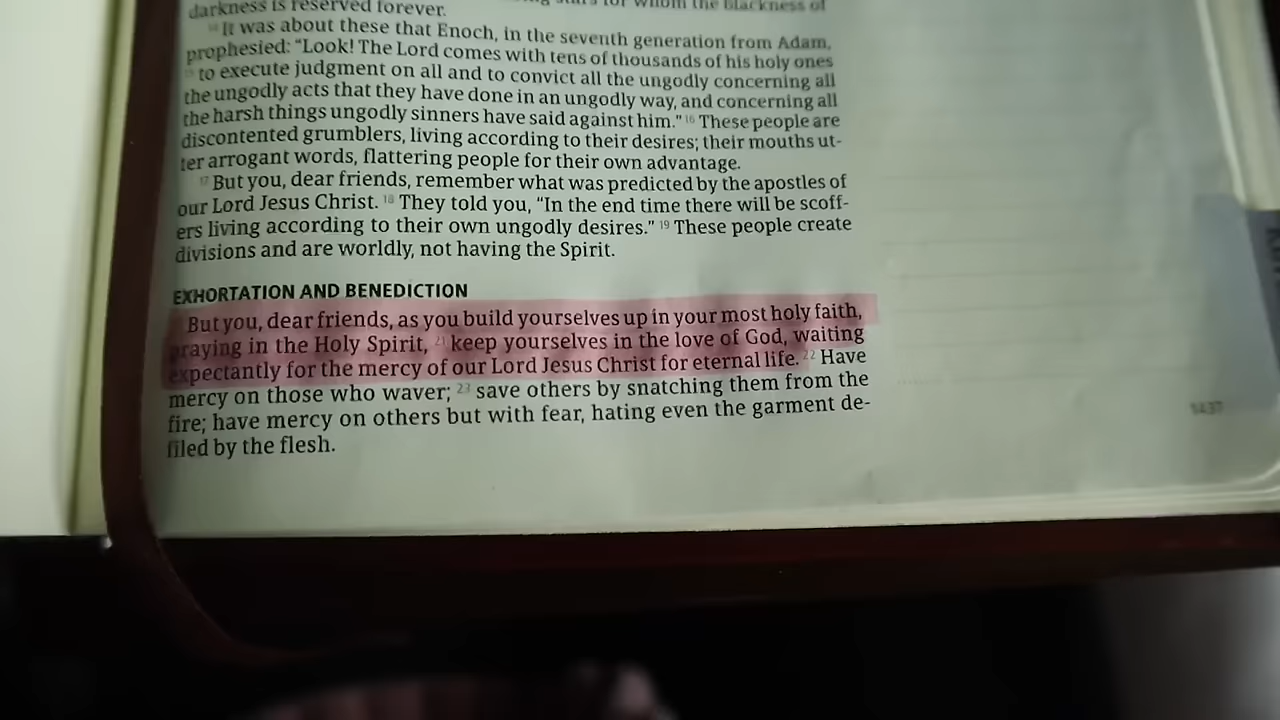 darkness is reserved forever.
for whom the blackness of
14 It was about these that Enoch, in the seventh generation from Adam,
prophesied: “Look! The Lord comes with tens of thousands of his holy ones
15 to execute judgment on all and to convict all the ungodly concerning all
the ungodly acts that they have done in an ungodly way, and concerning all
the harsh things ungodly sinners have said against him.” 16 These people are
discontented grumblers, living according to their desires; their mouths ut-
ter arrogant words, flattering people for their own advantage.
17 But you, dear friends, remember what was predicted by the apostles of
our Lord Jesus Christ. 18 They told you, “In the end time there will be scoff-
ers living according to their own ungodly desires.” 19 These people create
divisions and are worldly, not having the Spirit.
EXHORTATION AND BENEDICTION
But you, dear friends, as you build yourselves up in your most holy faith,
praying in the Holy Spirit, 21 keep yourselves in the love of God, waiting
expectantly for the mercy of our Lord Jesus Christ for eternal life. 22 Have
mercy on those who waver; 23 save others by snatching them from the
fire; have mercy on others but with fear, hating even the garment de-
filed by the flesh.